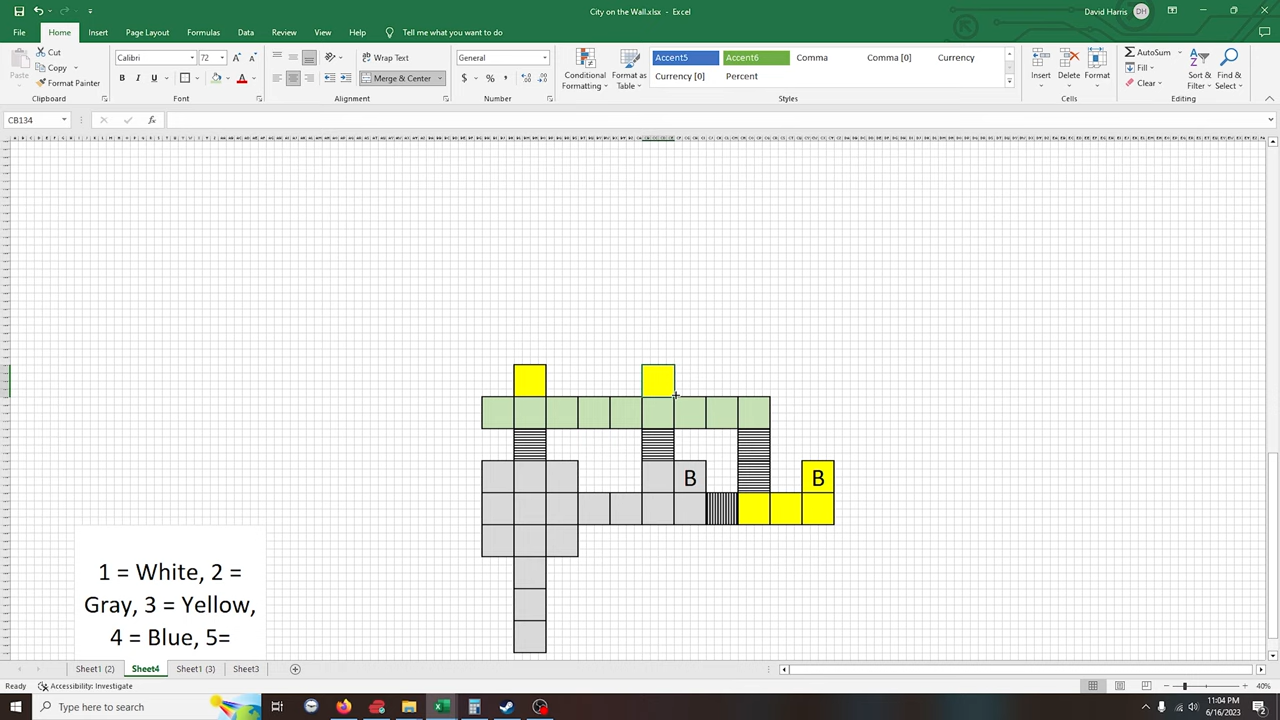 City on the Wall.xlsx - Excel
David Harris
DH
File
Home
Insert
Page Layout
Formulas
Data
Review
View
Help
Tell me what you want to do
Paste
Cut
Copy
Format Painter
Clipboard
Calibri
72
B I U
Font
Wrap Text
Merge & Center
Alignment
General
$ % ,
Number
Conditional Formatting
Format as Table
Accent5
Accent6
Comma
Comma [0]
Currency
Currency [0]
Percent
Styles
Insert
Delete
Format
Cells
AutoSum
Fill
Clear
Sort & Filter
Find & Select
Editing
CB134
fx
B
B
1 = White, 2 =
Gray, 3 = Yellow,
4 = Blue, 5=
Sheet1 (2)
Sheet4
Sheet1 (3)
Sheet3
Ready
Accessibility: Investigate
40%
Type here to search
11:04 PM
6/16/2023